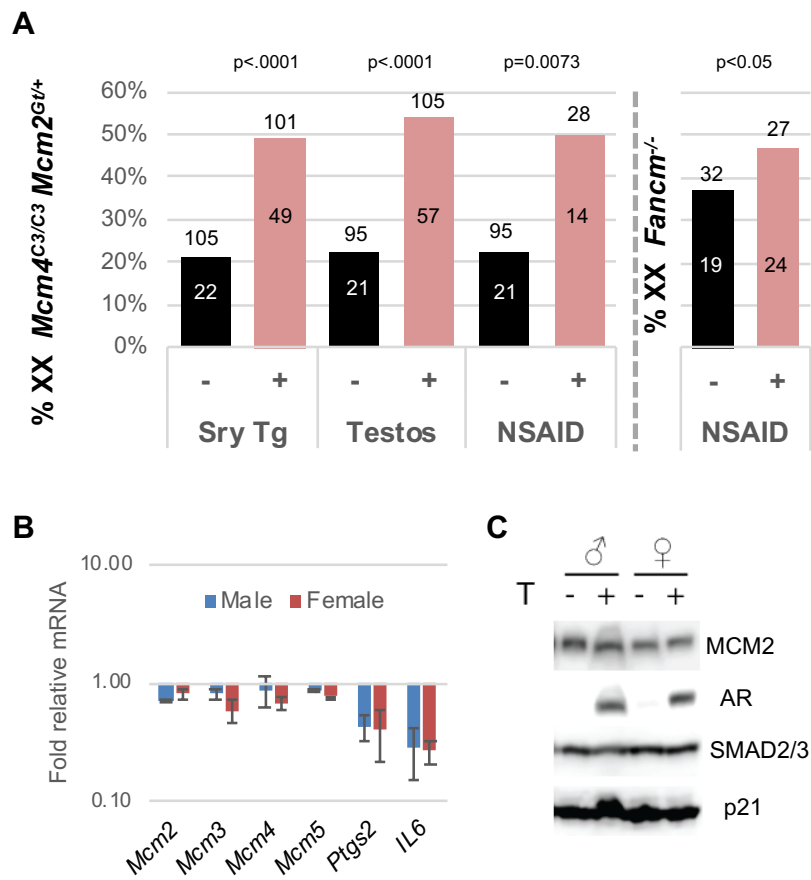 A
p<.0001 p<.0001 p=0.0073 p<0.05
% XX Mcm4C3/C3 Mcm2Gt/+
60%
50%
40%
30%
20%
10%
0%
105 101 95 105 95 28
22 49 21 57 21 14
- + - + - +
Sry Tg Testos NSAID
% XX Fancm-/-
32 27
19 24
- +
NSAID
B
Fold relative mRNA
10.00
1.00
0.10
Male Female
Mcm2 Mcm3 Mcm4 Mcm5 Ptgs2 IL6
C
♂ ♀
T - + - +
MCM2
AR
SMAD2/3
p21